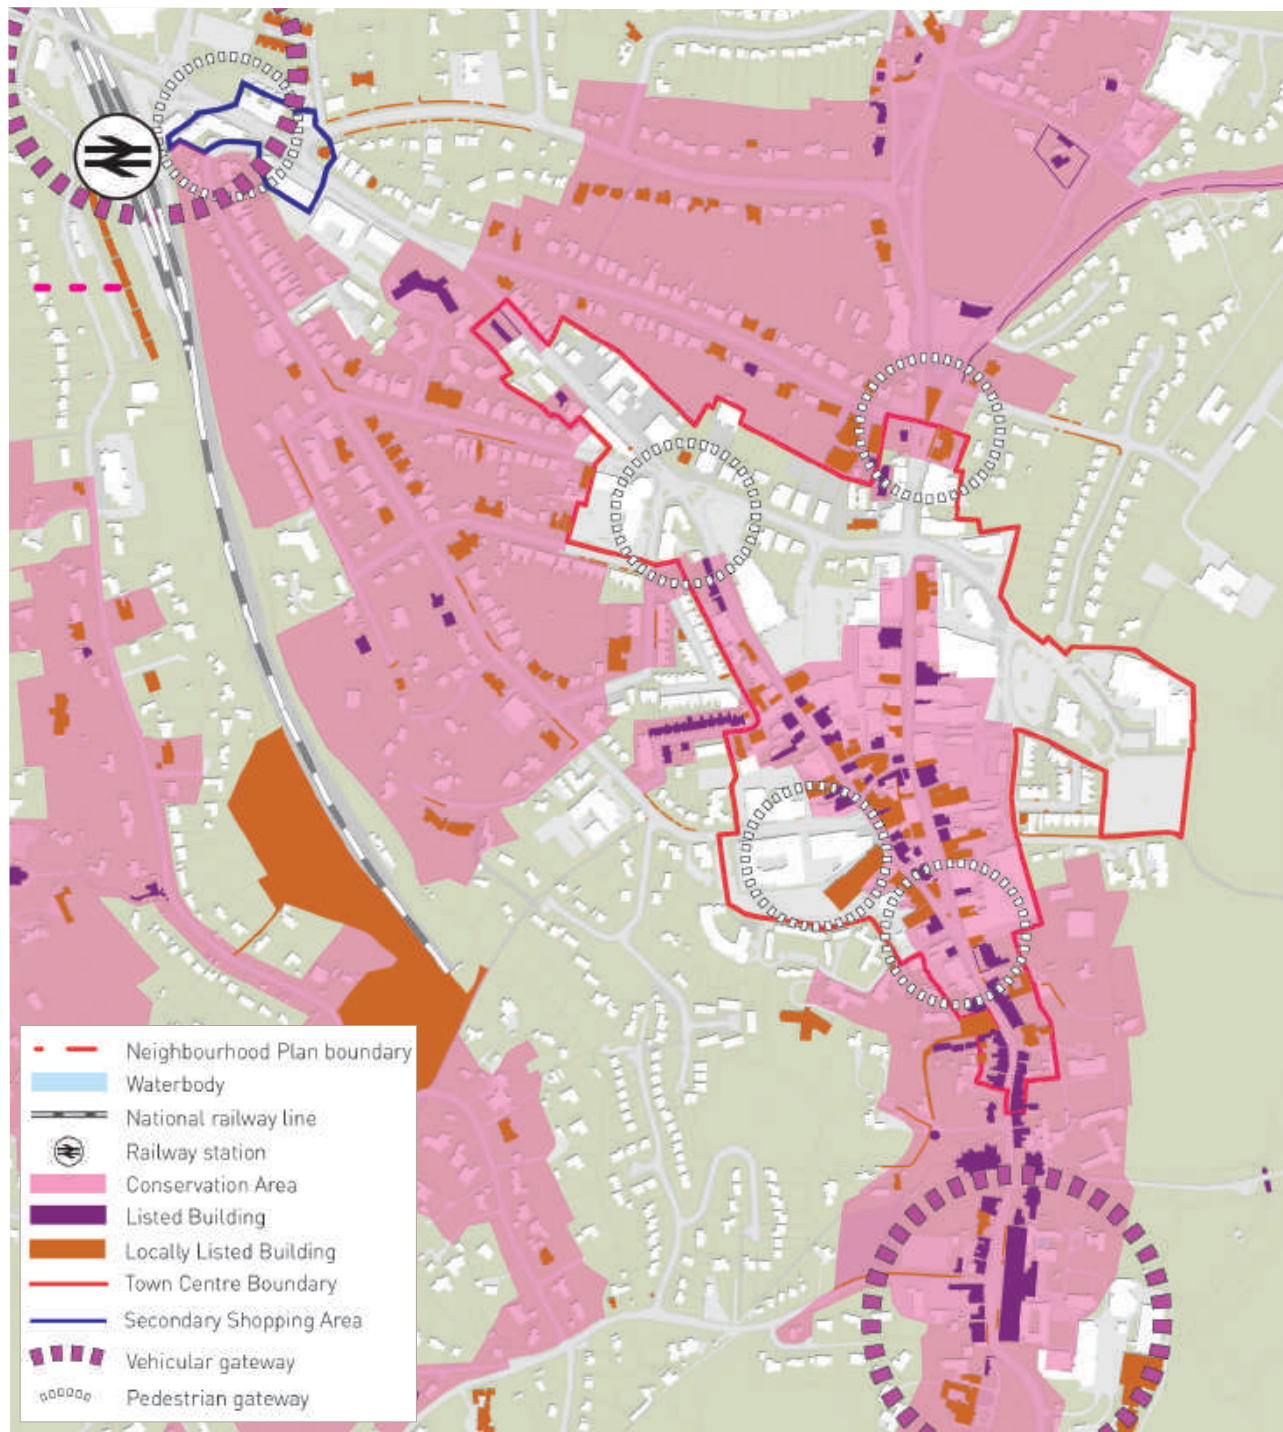 Neighbourhood Plan boundary
Waterbody
National railway line
Railway station
Conservation Area
Listed Building
Locally Listed Building
Town Centre Boundary
Secondary Shopping Area
Vehicular gateway
Pedestrian gateway